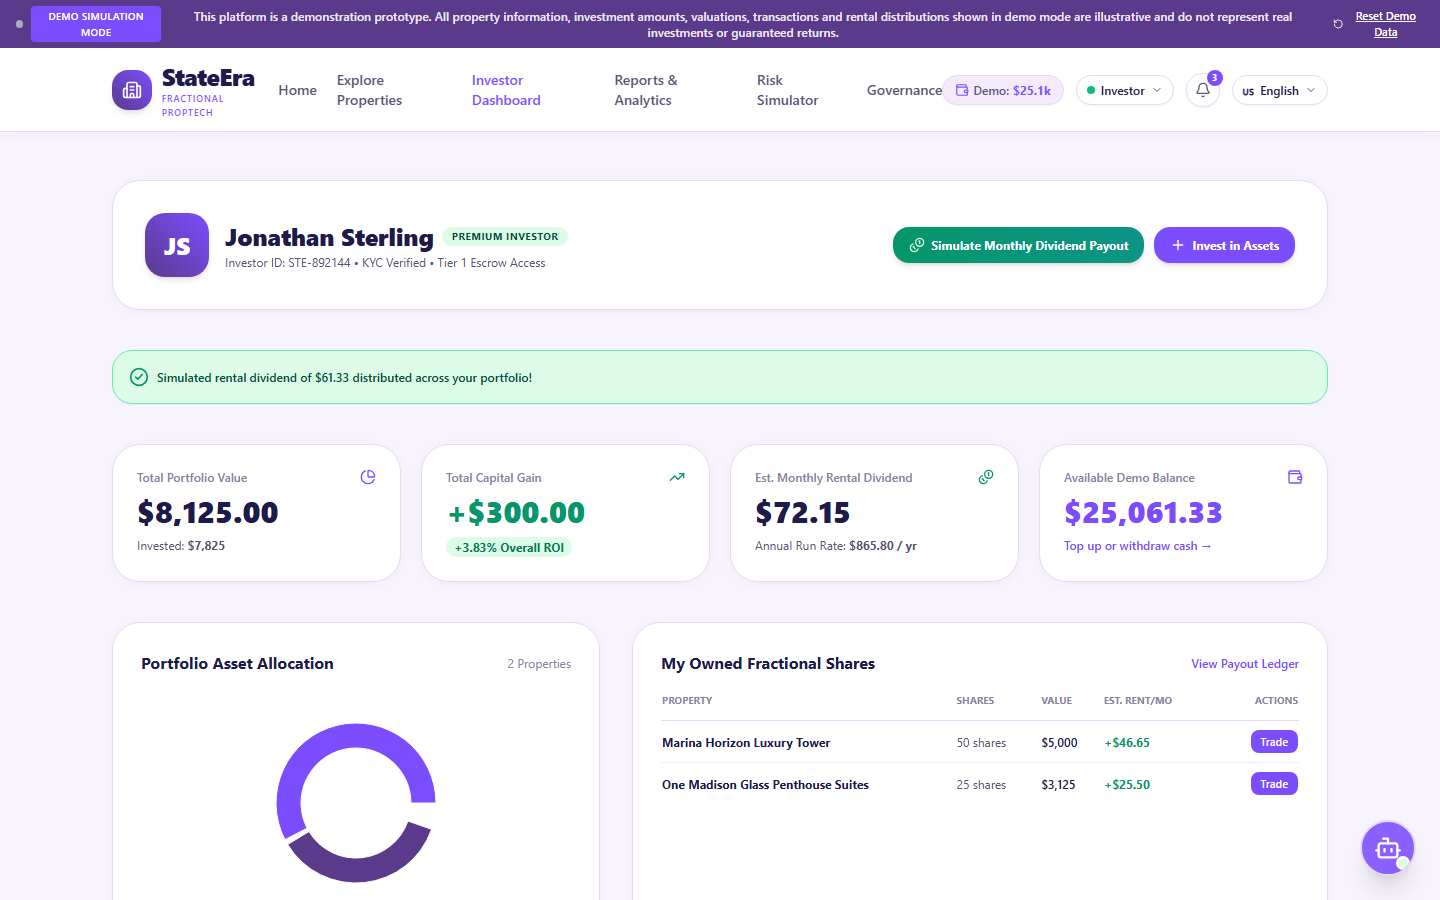 DEMO SIMULATION MODE
This platform is a demonstration prototype. All property information, investment amounts, valuations, transactions and rental distributions shown in demo mode are illustrative and do not represent real
investments or guaranteed returns.
Reset Demo Data
StateEra
FRACTIONAL PROPTECH
Home
Explore Properties
Investor Dashboard
Reports & Analytics
Risk Simulator
Governance
Demo: $25.1k
Investor
3
us English
JS
Jonathan Sterling PREMIUM INVESTOR
Investor ID: STE-892144 • KYC Verified • Tier 1 Escrow Access
Simulate Monthly Dividend Payout
Invest in Assets
Simulated rental dividend of $61.33 distributed across your portfolio!
Total Portfolio Value
$8,125.00
Invested: $7,825
Total Capital Gain
+$300.00
+3.83% Overall ROI
Est. Monthly Rental Dividend
$72.15
Annual Run Rate: $865.80 / yr
Available Demo Balance
$25,061.33
Top up or withdraw cash →
Portfolio Asset Allocation
2 Properties
My Owned Fractional Shares
View Payout Ledger
PROPERTY SHARES VALUE EST. RENT/MO ACTIONS
Marina Horizon Luxury Tower 50 shares $5,000 +$46.65 Trade
One Madison Glass Penthouse Suites 25 shares $3,125 +$25.50 Trade